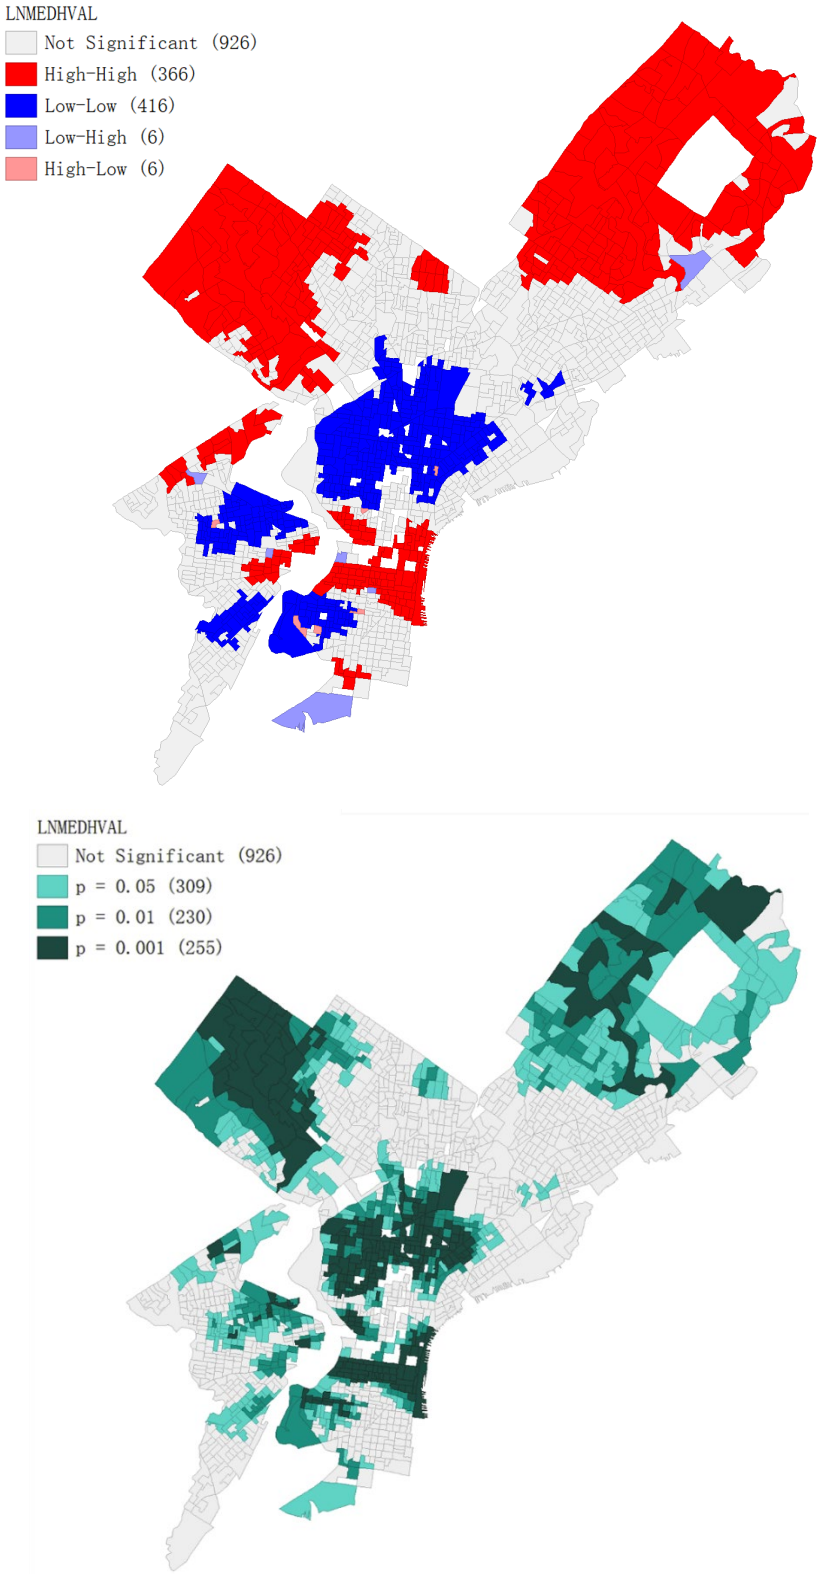 LNMEDHVAL
Not Significant (926)
High-High (366)
Low-Low (416)
Low-High (6)
High-Low (6)
LNMEDHVAL
Not Significant (926)
p = 0.05 (309)
p = 0.01 (230)
p = 0.001 (255)